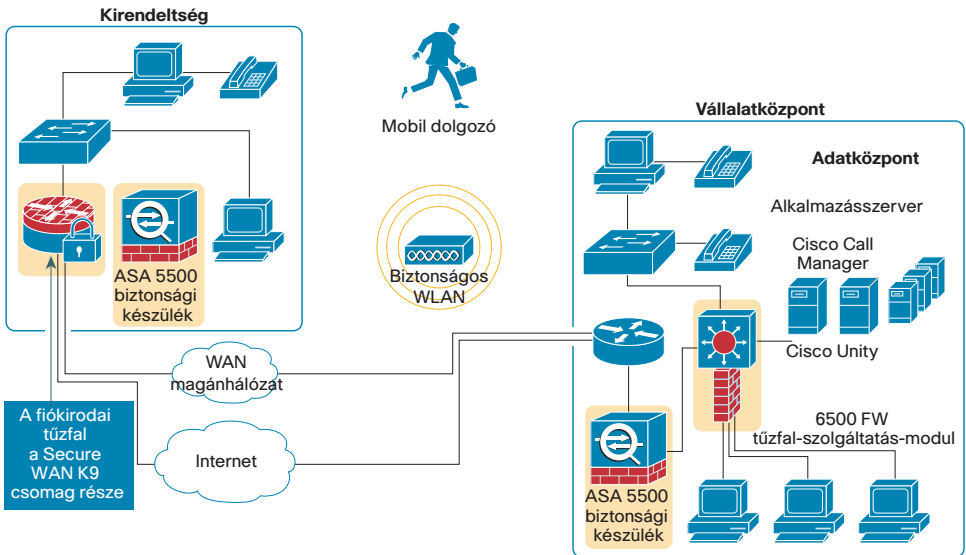 Kirendeltség
ASA 5500
biztonsági
készülék
Mobil dolgozó
Biztonságos
WLAN
WAN
magánhálózat
Internet
A fiókirodai
tűzfal
a Secure
WAN K9
csomag része
Vállalatközpont
Adatközpont
Alkalmazásszerver
Cisco Call
Manager
Cisco Unity
6500 FW
tűzfal-szolgáltatás-modul
ASA 5500
biztonsági
készülék